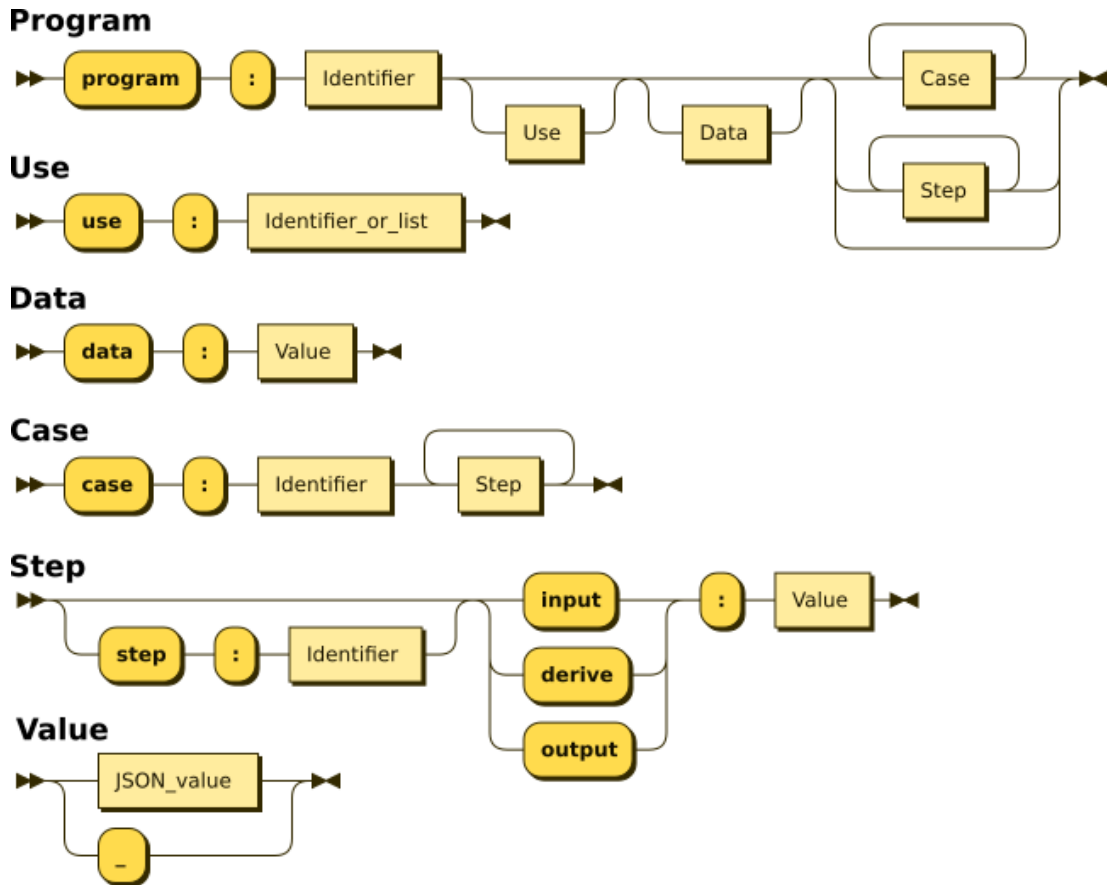 Program
program : Identifier Case
Use Data
Use
Step
use : Identifier_or_list
Data
data : Value
Case
case : Identifier Step
Step
input : Value
step : Identifier
derive
Value
output
JSON_value
_